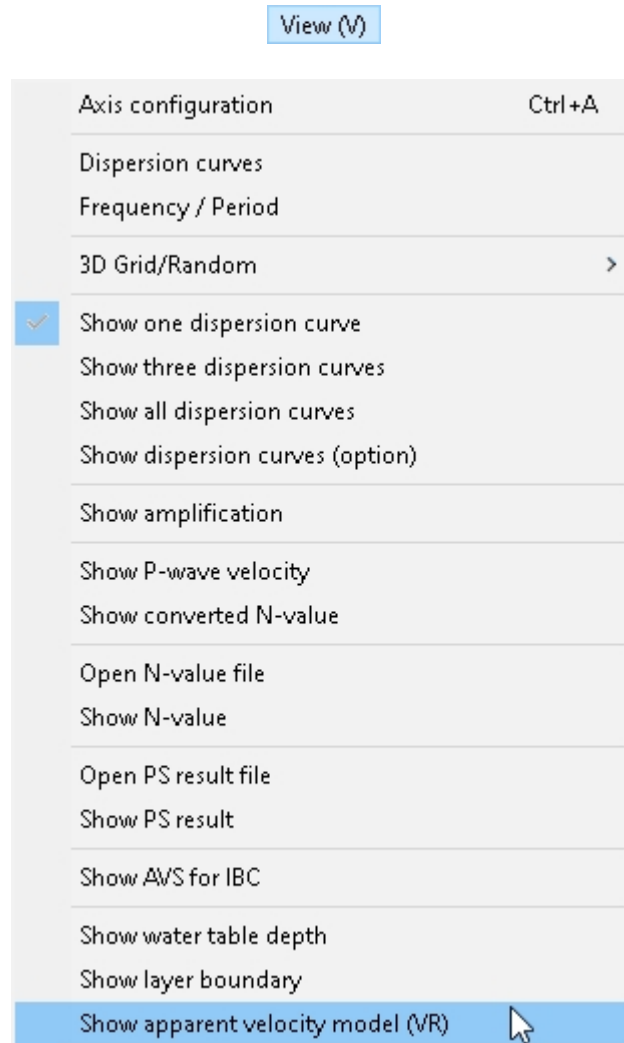 View (V)
Axis configuration Ctrl+A
Dispersion curves
Frequency / Period
3D Grid/Random
Show one dispersion curve
Show three dispersion curves
Show all dispersion curves
Show dispersion curves (option)
Show amplification
Show P-wave velocity
Show converted N-value
Open N-value file
Show N-value
Open PS result file
Show PS result
Show AVS for IBC
Show water table depth
Show layer boundary
Show apparent velocity model (VR)